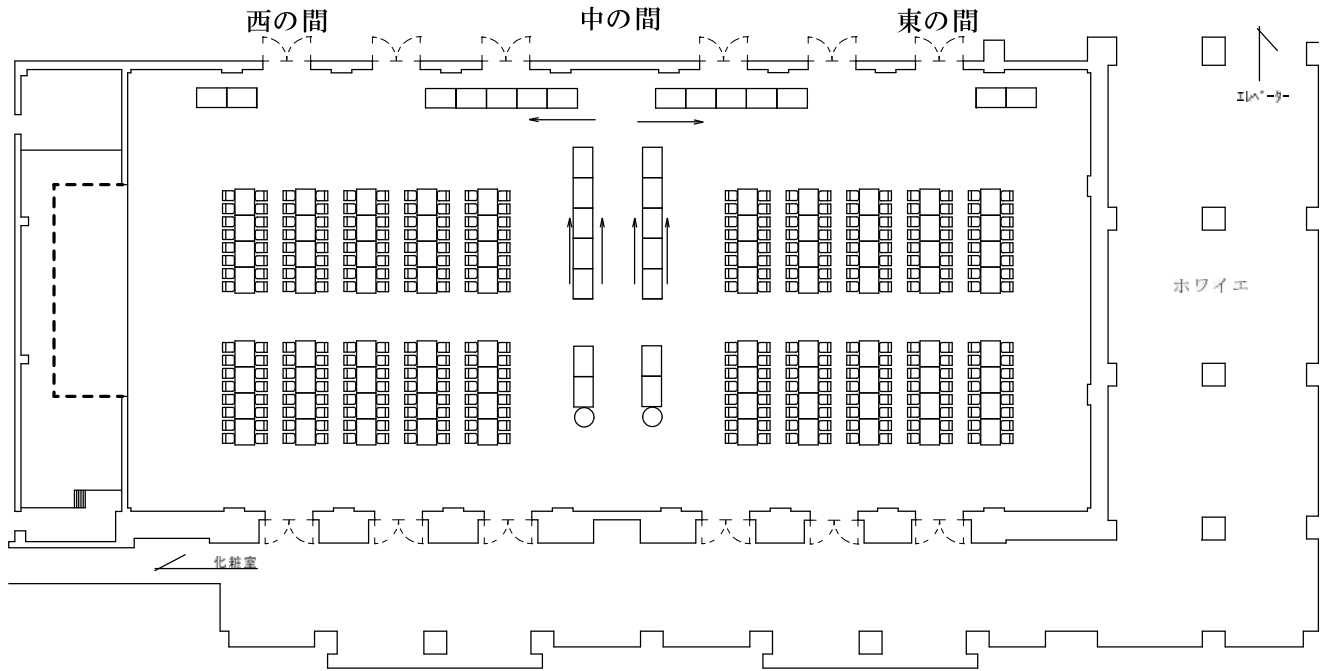 西の間
中の間
東の間
ｴﾚﾍﾞｰﾀｰ
ホワイエ
化粧室